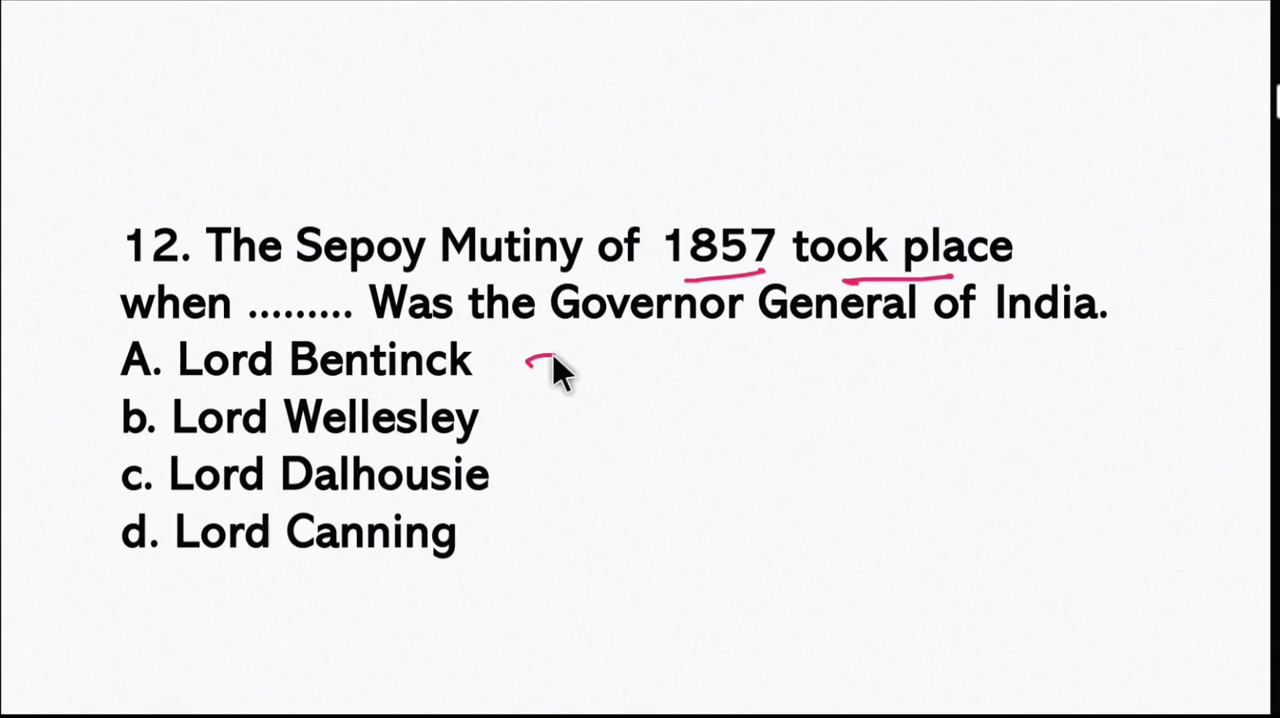 12. The Sepoy Mutiny of 1857 took place
when ......... Was the Governor General of India.
A. Lord Bentinck
b. Lord Wellesley
c. Lord Dalhousie
d. Lord Canning